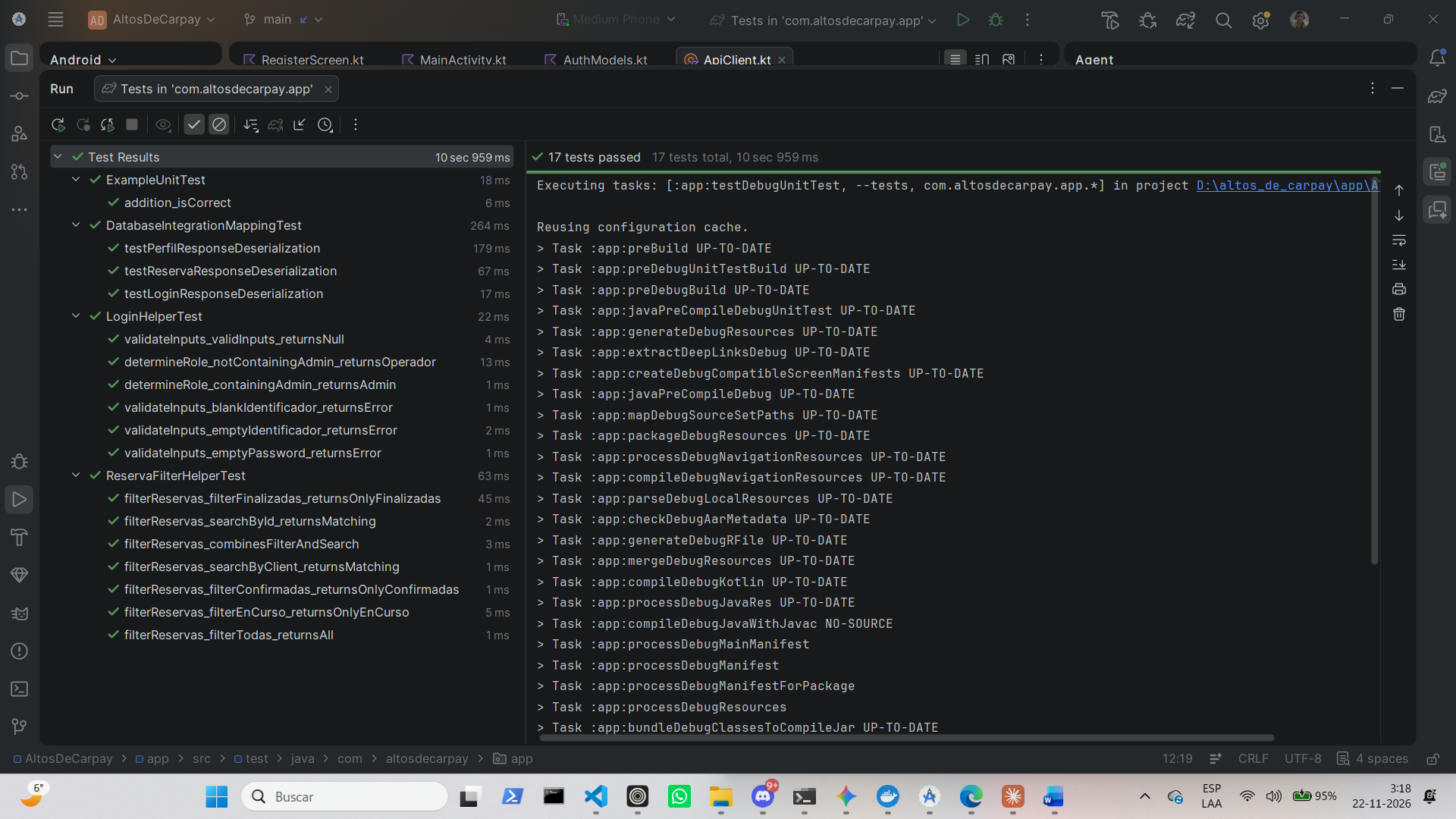 AD AltosDeCarpay main Medium Phone Tests in 'com.altosdecarpay.app'
Android RegisterScreen.kt MainActivity.kt AuthModels.kt ApiClient.kt Agent
Run Tests in 'com.altosdecarpay.app'
Test Results 10 sec 959 ms
ExampleUnitTest 18 ms
addition_isCorrect 6 ms
DatabaseIntegrationMappingTest 264 ms
testPerfilResponseDeserialization 179 ms
testReservaResponseDeserialization 67 ms
testLoginResponseDeserialization 17 ms
LoginHelperTest 22 ms
validateInputs_validInputs_returnsNull 4 ms
determineRole_notContainingAdmin_returnsOperador 13 ms
determineRole_containingAdmin_returnsAdmin 1 ms
validateInputs_blankIdentificador_returnsError 1 ms
validateInputs_emptyIdentificador_returnsError 2 ms
validateInputs_emptyPassword_returnsError 1 ms
ReservaFilterHelperTest 63 ms
filterReservas_filterFinalizadas_returnsOnlyFinalizadas 45 ms
filterReservas_searchById_returnsMatching 2 ms
filterReservas_combinesFilterAndSearch 3 ms
filterReservas_searchByClient_returnsMatching 1 ms
filterReservas_filterConfirmadas_returnsOnlyConfirmadas 1 ms
filterReservas_filterEnCurso_returnsOnlyEnCurso 5 ms
filterReservas_filterTodas_returnsAll 1 ms
17 tests passed 17 tests total, 10 sec 959 ms
Executing tasks: [:app:testDebugUnitTest, --tests, com.altosdecarpay.app.*] in project D:\altos_de_carpay\app\A
Reusing configuration cache.
> Task :app:preBuild UP-TO-DATE
> Task :app:preDebugUnitTestBuild UP-TO-DATE
> Task :app:preDebugBuild UP-TO-DATE
> Task :app:javaPreCompileDebugUnitTest UP-TO-DATE
> Task :app:generateDebugResources UP-TO-DATE
> Task :app:extractDeepLinksDebug UP-TO-DATE
> Task :app:createDebugCompatibleScreenManifests UP-TO-DATE
> Task :app:javaPreCompileDebug UP-TO-DATE
> Task :app:mapDebugSourceSetPaths UP-TO-DATE
> Task :app:packageDebugResources UP-TO-DATE
> Task :app:processDebugNavigationResources UP-TO-DATE
> Task :app:compileDebugNavigationResources UP-TO-DATE
> Task :app:parseDebugLocalResources UP-TO-DATE
> Task :app:checkDebugAarMetadata UP-TO-DATE
> Task :app:generateDebugRFile UP-TO-DATE
> Task :app:mergeDebugResources UP-TO-DATE
> Task :app:compileDebugKotlin UP-TO-DATE
> Task :app:processDebugJavaRes UP-TO-DATE
> Task :app:compileDebugJavaWithJavac NO-SOURCE
> Task :app:processDebugMainManifest
> Task :app:processDebugManifest
> Task :app:processDebugManifestForPackage
> Task :app:processDebugResources
> Task :app:bundleDebugClassesToCompileJar UP-TO-DATE
AltosDeCarpay > app > src > test > java > com > altosdecarpay > app 12:19 CRLF UTF-8 4 spaces
6° Buscar 9+ ESP LAA 95% 3:18 22-11-2026